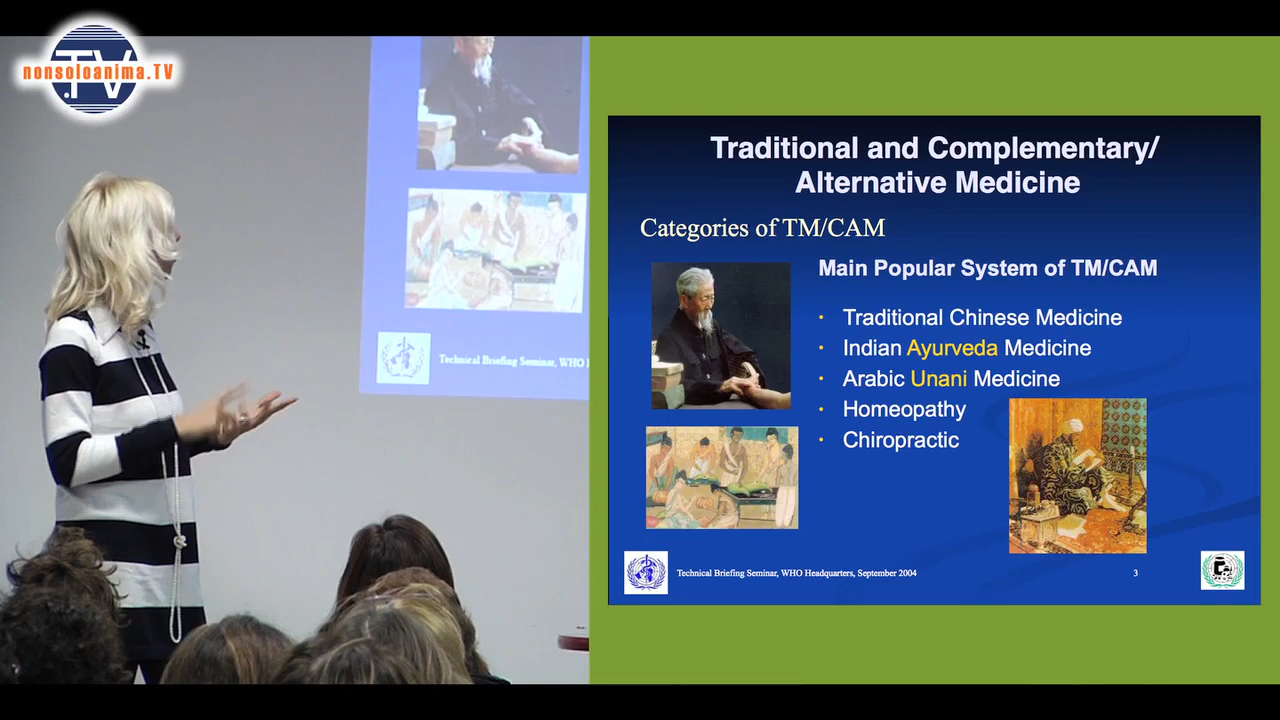 .TV
nonsoloanima.TV
Technical Briefing Seminar, WHO H
Traditional and Complementary/
Alternative Medicine
Categories of TM/CAM
Main Popular System of TM/CAM
• Traditional Chinese Medicine
• Indian Ayurveda Medicine
• Arabic Unani Medicine
• Homeopathy
• Chiropractic
Technical Briefing Seminar, WHO Headquarters, September 2004
3